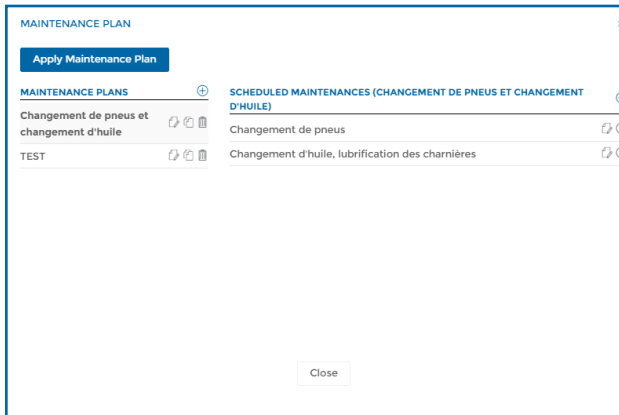 MAINTENANCE PLAN
Apply Maintenance Plan
MAINTENANCE PLANS
Changement de pneus et
changement d'huile
TEST
SCHEDULED MAINTENANCES (CHANGEMENT DE PNEUS ET CHANGEMENT
D'HUILE)
Changement de pneus
Changement d'huile, lubrification des charnières
Close